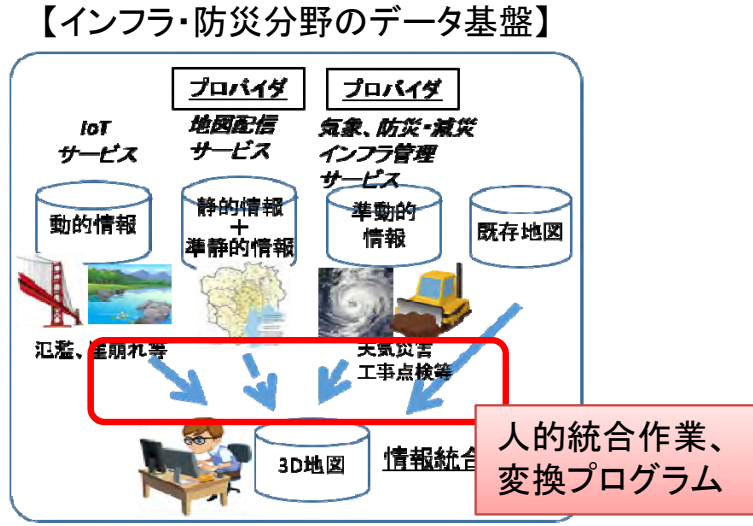 【インフラ・防災分野のデータ基盤】
プロバイダ
プロバイダ
IoT
サービス
地図配信
サービス
気象、防災・減災
インフラ管理
サービス
動的情報
静的情報
＋
準静的情報
準動的
情報
既存地図
氾濫、崖崩れ等
天気災害
工事点検等
3D地図
情報統合
人的統合作業、
変換プログラム